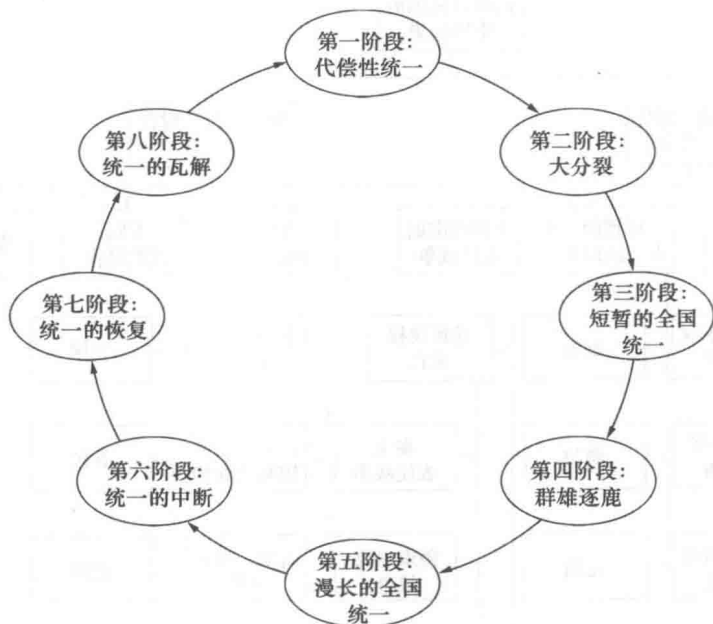 第一阶段：
代偿性统一
第二阶段：
大分裂
第三阶段：
短暂的全国
统一
第四阶段：
群雄逐鹿
第五阶段：
漫长的全国
统一
第六阶段：
统一的中断
第七阶段：
统一的恢复
第八阶段：
统一的瓦解